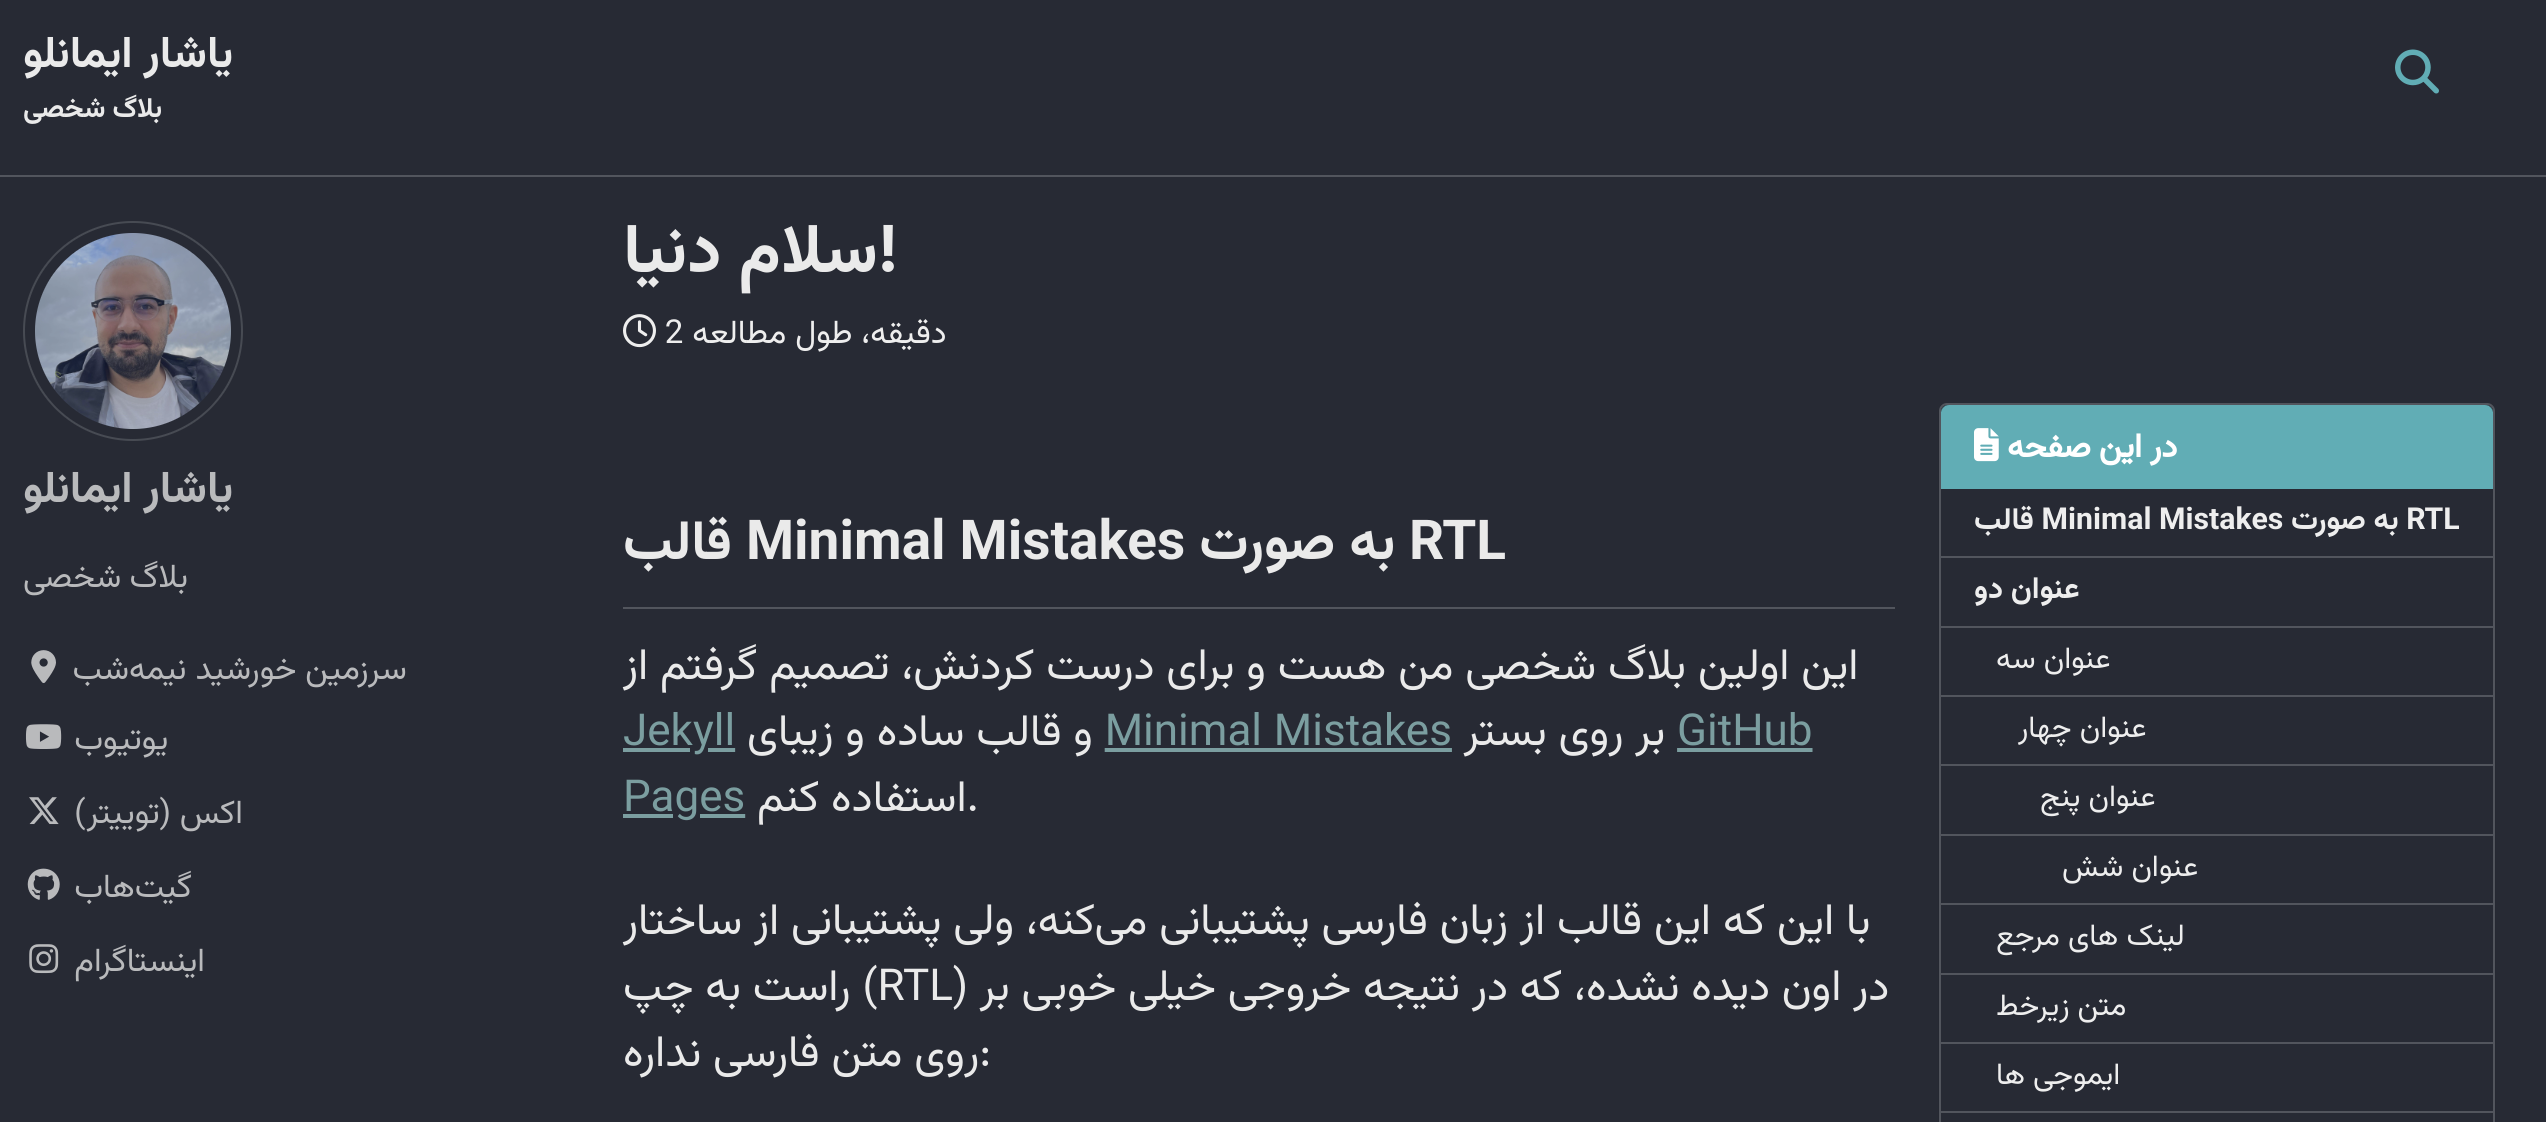 یاشار ایمانلو
بلاگ شخصی
یاشار ایمانلو
بلاگ شخصی
سرزمین خورشید نیمه‌شب
یوتیوب
اکس (توییتر)
گیت‌هاب
اینستاگرام
سلام دنیا!
2 دقیقه، طول مطالعه
قالب Minimal Mistakes به صورت RTL
این اولین بلاگ شخصی من هست و برای درست کردنش، تصمیم گرفتم از
Jekyll و قالب ساده و زیبای Minimal Mistakes بر روی بستر GitHub
Pages استفاده کنم.
با این که این قالب از زبان فارسی پشتیبانی می‌کنه، ولی پشتیبانی از ساختار
راست به چپ (RTL) در اون دیده نشده، که در نتیجه خروجی خیلی خوبی بر
روی متن فارسی نداره:
در این صفحه
قالب Minimal Mistakes به صورت RTL
عنوان دو
عنوان سه
عنوان چهار
عنوان پنج
عنوان شش
لینک های مرجع
متن زیرخط
ایموجی ها